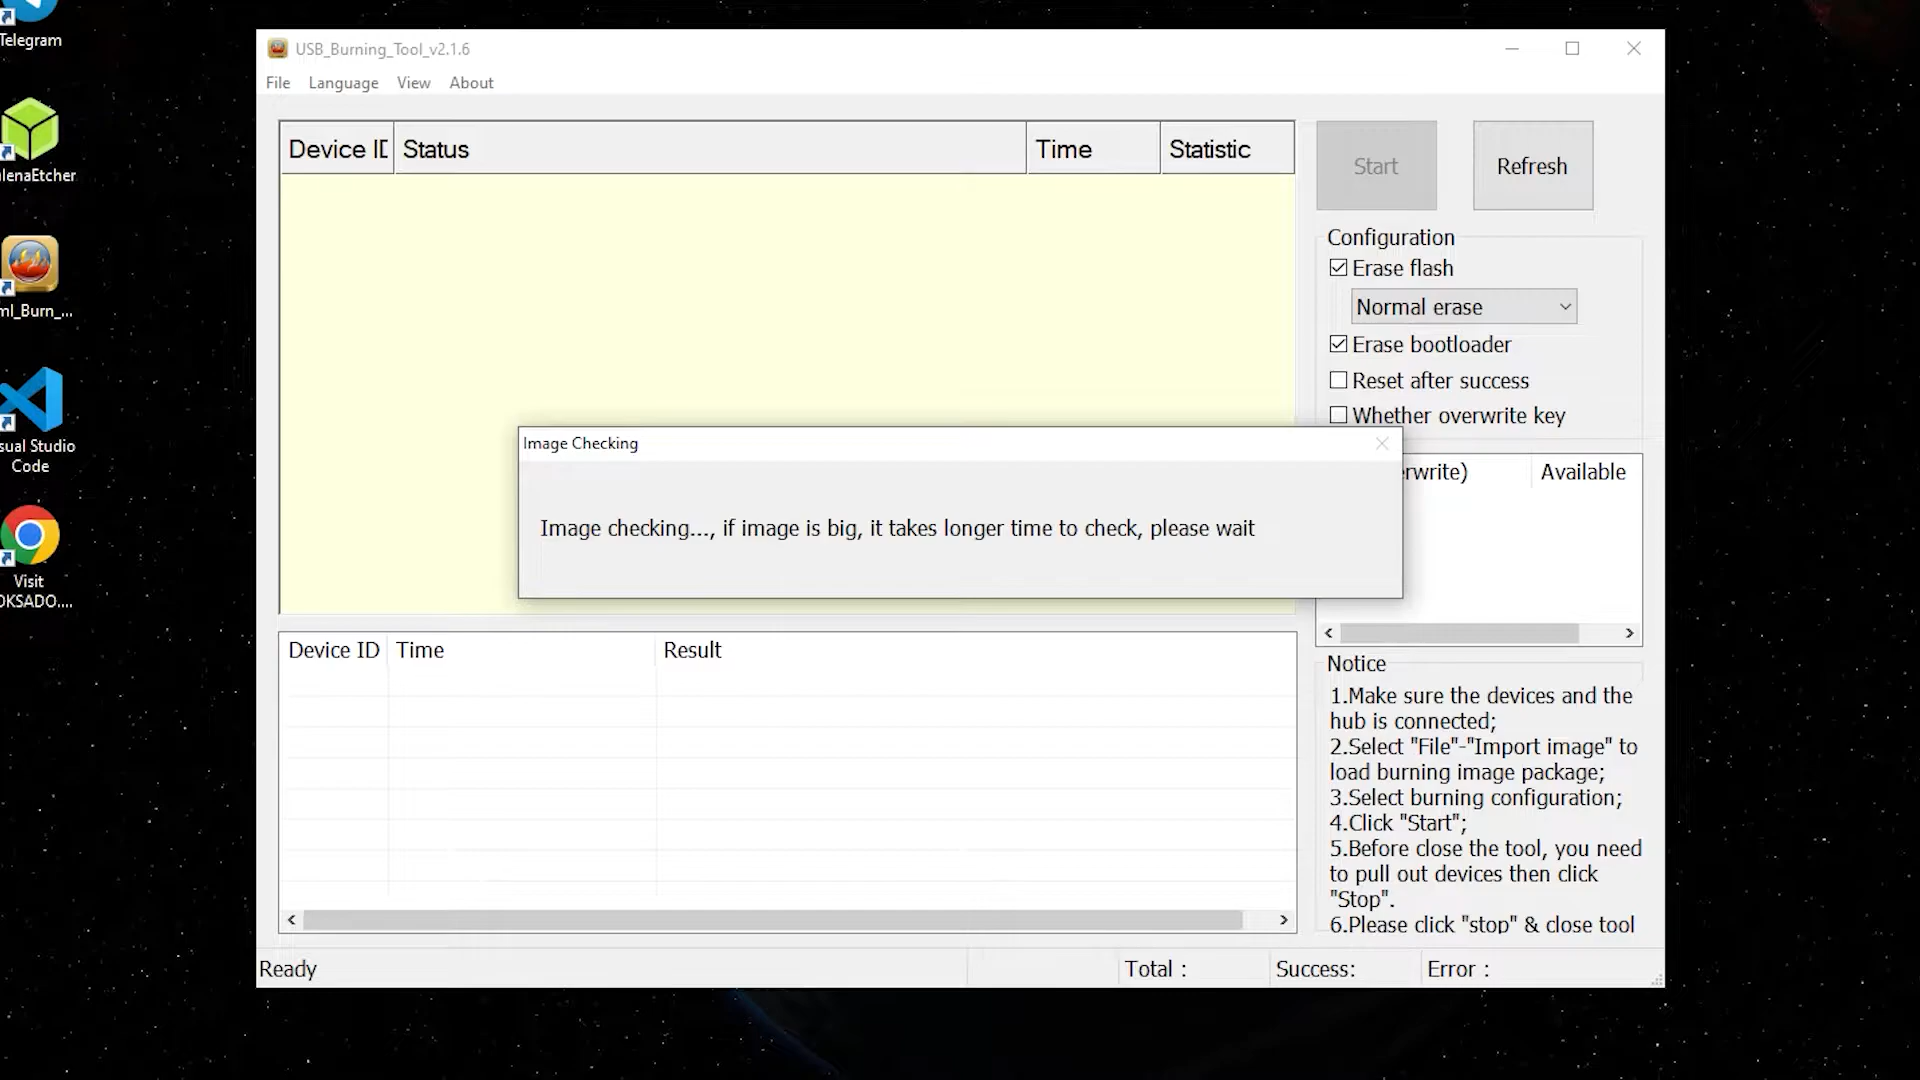 Telegram
lenaEtcher
ml_Burn_...
sual Studio
Code
Visit
OKSADO....
USB_Burning_Tool_v2.1.6
File Language View About
Device ID Status Time Statistic
Start Refresh
Configuration
Erase flash
Normal erase
Erase bootloader
Reset after success
Whether overwrite key
erwrite) Available
Image Checking
Image checking..., if image is big, it takes longer time to check, please wait
Device ID Time Result
Notice
1.Make sure the devices and the
hub is connected;
2.Select "File"-"Import image" to
load burning image package;
3.Select burning configuration;
4.Click "Start";
5.Before close the tool, you need
to pull out devices then click
"Stop".
6.Please click "stop" & close tool
Ready Total : Success: Error :